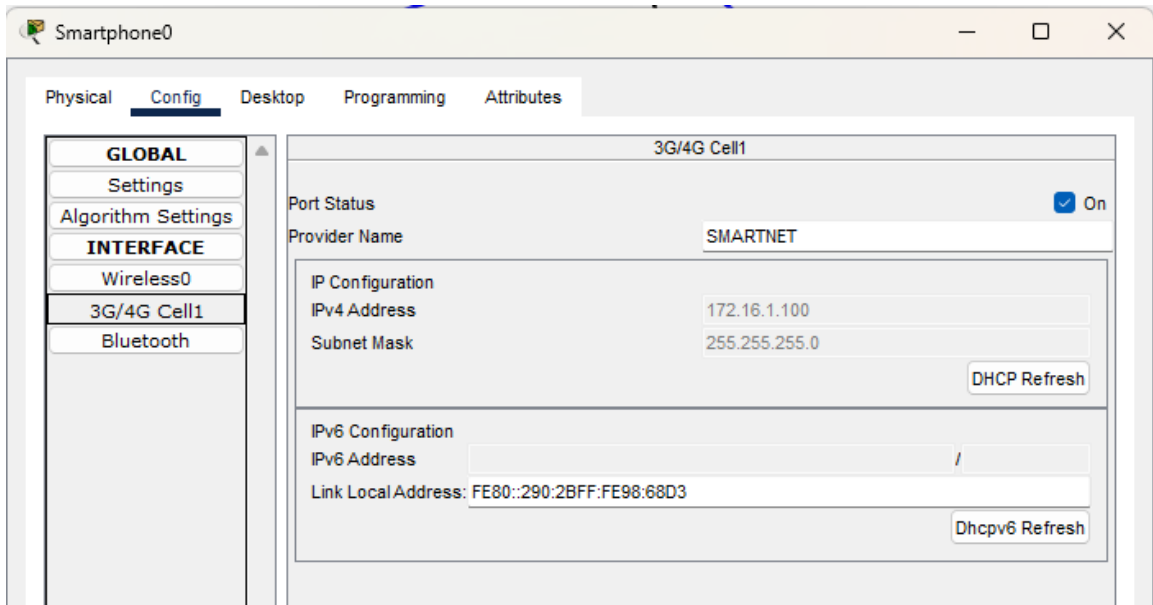 Smartphone0
Physical Config Desktop Programming Attributes
GLOBAL
Settings
Algorithm Settings
INTERFACE
Wireless0
3G/4G Cell1
Bluetooth
3G/4G Cell1
Port Status On
Provider Name SMARTNET
IP Configuration
IPv4 Address 172.16.1.100
Subnet Mask 255.255.255.0
DHCP Refresh
IPv6 Configuration
IPv6 Address /
Link Local Address: FE80::290:2BFF:FE98:68D3
Dhcpv6 Refresh